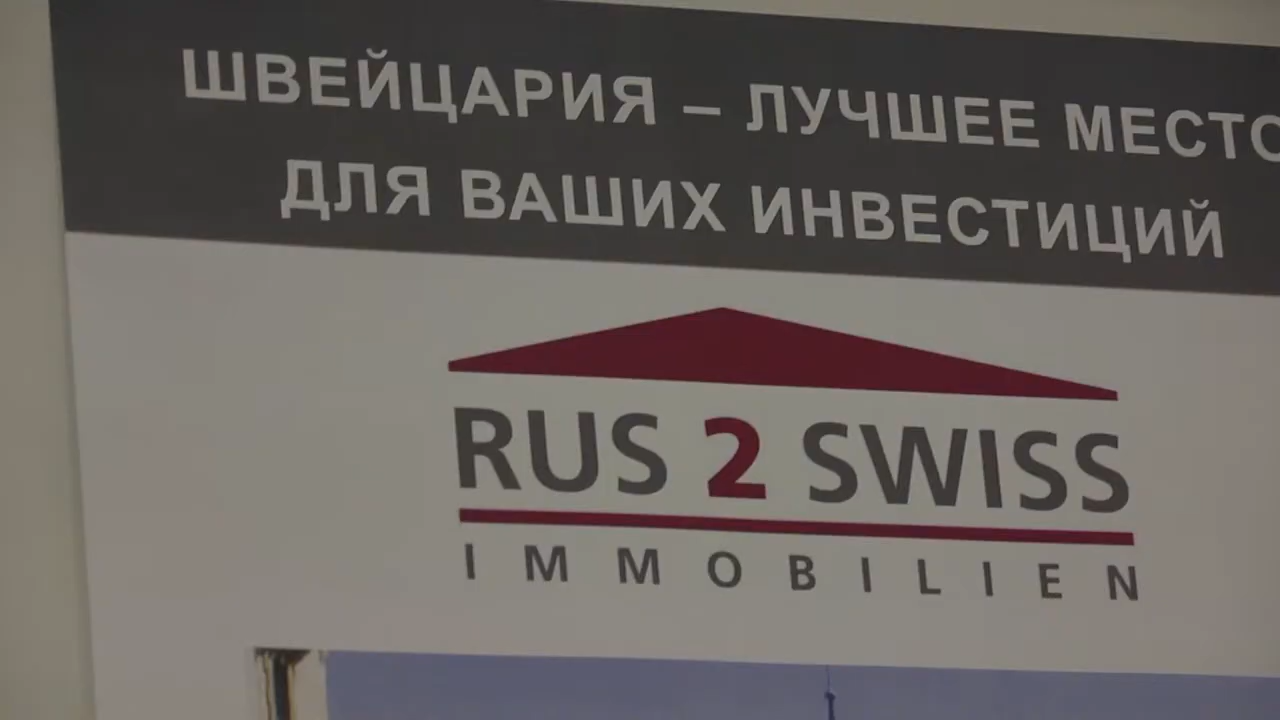 ШВЕЙЦАРИЯ – ЛУЧШЕЕ МЕСТО
ДЛЯ ВАШИХ ИНВЕСТИЦИЙ
RUS 2 SWISS
IMMOBILIEN